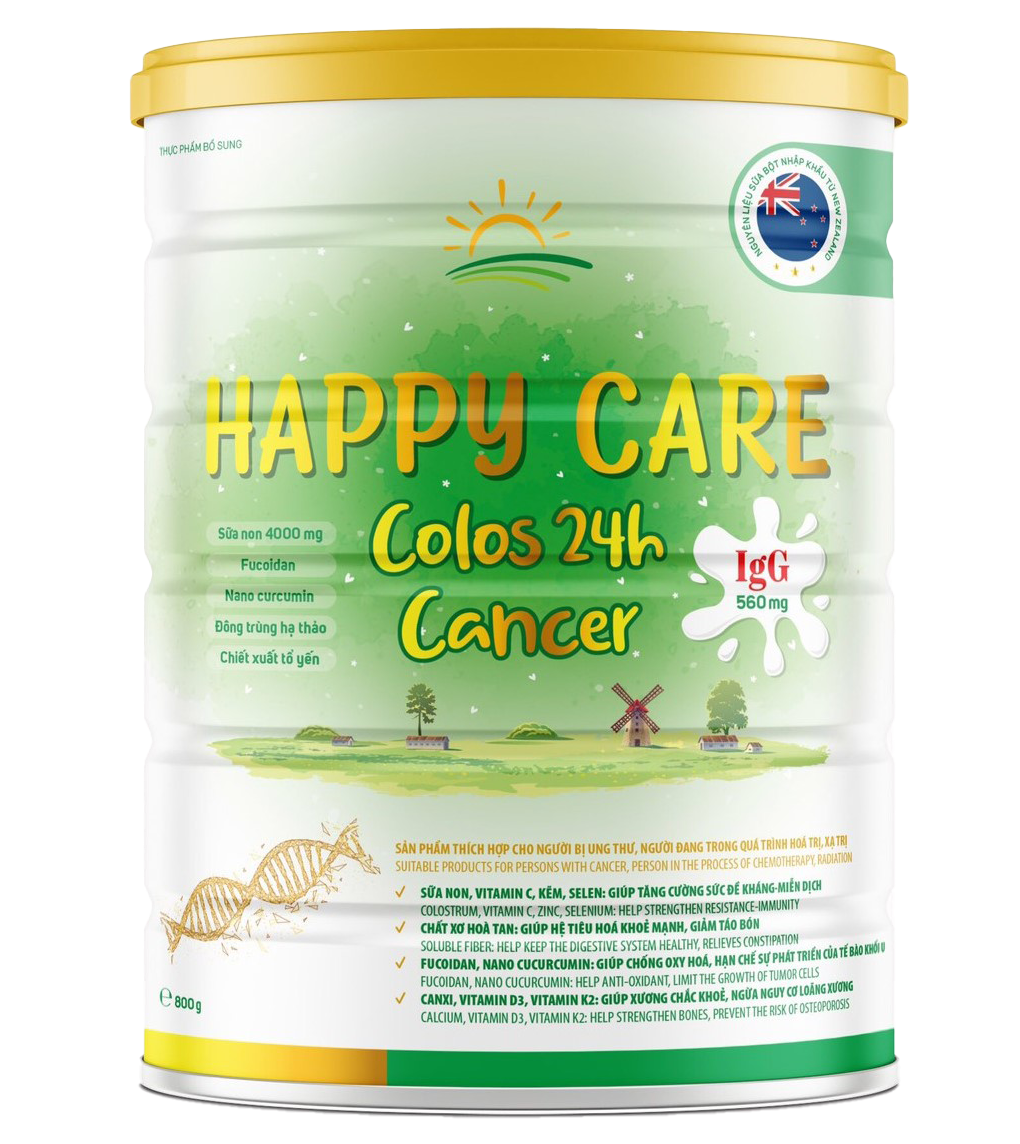 THỰC PHẨM BỔ SUNG
NGUYÊN LIỆU SỮA BỘT NHẬP KHẨU TỪ NEW ZEALAND
HAPPY CARE
Colos 24h
Cancer
Sữa non 4000 mg
Fucoidan
Nano curcumin
Đông trùng hạ thảo
Chiết xuất tổ yến
IgG
560 mg
SẢN PHẨM THÍCH HỢP CHO NGƯỜI BỊ UNG THƯ, NGƯỜI ĐANG TRONG QUÁ TRÌNH HOÁ TRỊ, XẠ TRỊ
SUITABLE PRODUCTS FOR PERSONS WITH CANCER, PERSON IN THE PROCESS OF CHEMOTHERAPY, RADIATION
✓ SỮA NON, VITAMIN C, KẼM, SELEN: GIÚP TĂNG CƯỜNG SỨC ĐỀ KHÁNG-MIỄN DỊCH
COLOSTRUM, VITAMIN C, ZINC, SELENIUM: HELP STRENGTHEN RESISTANCE-IMMUNITY
✓ CHẤT XƠ HOÀ TAN: GIÚP HỆ TIÊU HOÁ KHOẺ MẠNH, GIẢM TÁO BÓN
SOLUBLE FIBER: HELP KEEP THE DIGESTIVE SYSTEM HEALTHY, RELIEVES CONSTIPATION
✓ FUCOIDAN, NANO CUCURCUMIN: GIÚP CHỐNG OXY HOÁ, HẠN CHẾ SỰ PHÁT TRIỂN CỦA TẾ BÀO KHỐI U
FUCOIDAN, NANO CUCURCUMIN: HELP ANTI-OXIDANT, LIMIT THE GROWTH OF TUMOR CELLS
✓ CANXI, VITAMIN D3, VITAMIN K2: GIÚP XƯƠNG CHẮC KHOẺ, NGỪA NGUY CƠ LOÃNG XƯƠNG
CALCIUM, VITAMIN D3, VITAMIN K2: HELP STRENGTHEN BONES, PREVENT THE RISK OF OSTEOPOROSIS
℮ 800g